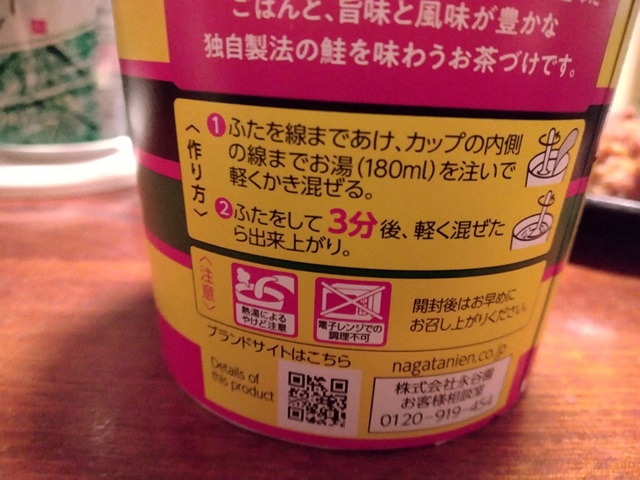 ごはんと、旨味と風味が豊かな
独自製法の鮭を味わうお茶づけです。
〈作り方〉
1 ふたを線まであけ、カップの内側
の線までお湯(180ml)を注いで
軽くかき混ぜる。
2 ふたをして3分後、軽く混ぜた
ら出来上がり。
〈注意〉
熱湯による
やけど注意
電子レンジでの
調理不可
開封後はお早めに
お召し上がりください。
ブランドサイトはこちら
Details of
this product
nagatanien.co.jp
株式会社永谷園
お客様相談室
0120-919-454